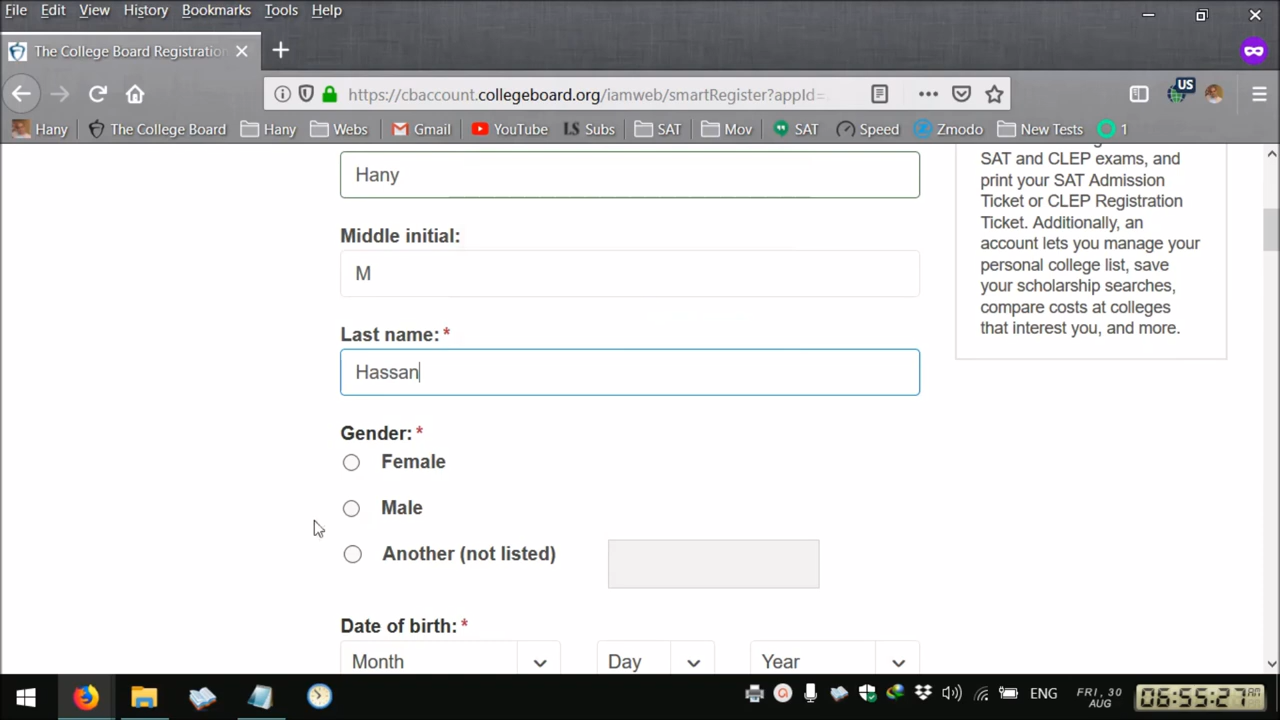 File Edit View History Bookmarks Tools Help
The College Board Registration
https://cbaccount.collegeboard.org/iamweb/smartRegister?appId=
US
Hany The College Board Hany Webs Gmail YouTube LS Subs SAT Mov SAT Speed Zmodo New Tests 1
Hany
Middle initial:
M
Last name: *
Hassan
Gender: *
Female
Male
Another (not listed)
Date of birth: *
Month Day Year
SAT and CLEP exams, and
print your SAT Admission
Ticket or CLEP Registration
Ticket. Additionally, an
account lets you manage your
personal college list, save
your scholarship searches,
compare costs at colleges
that interest you, and more.
ENG
FRI, 30
AUG
06:55:27